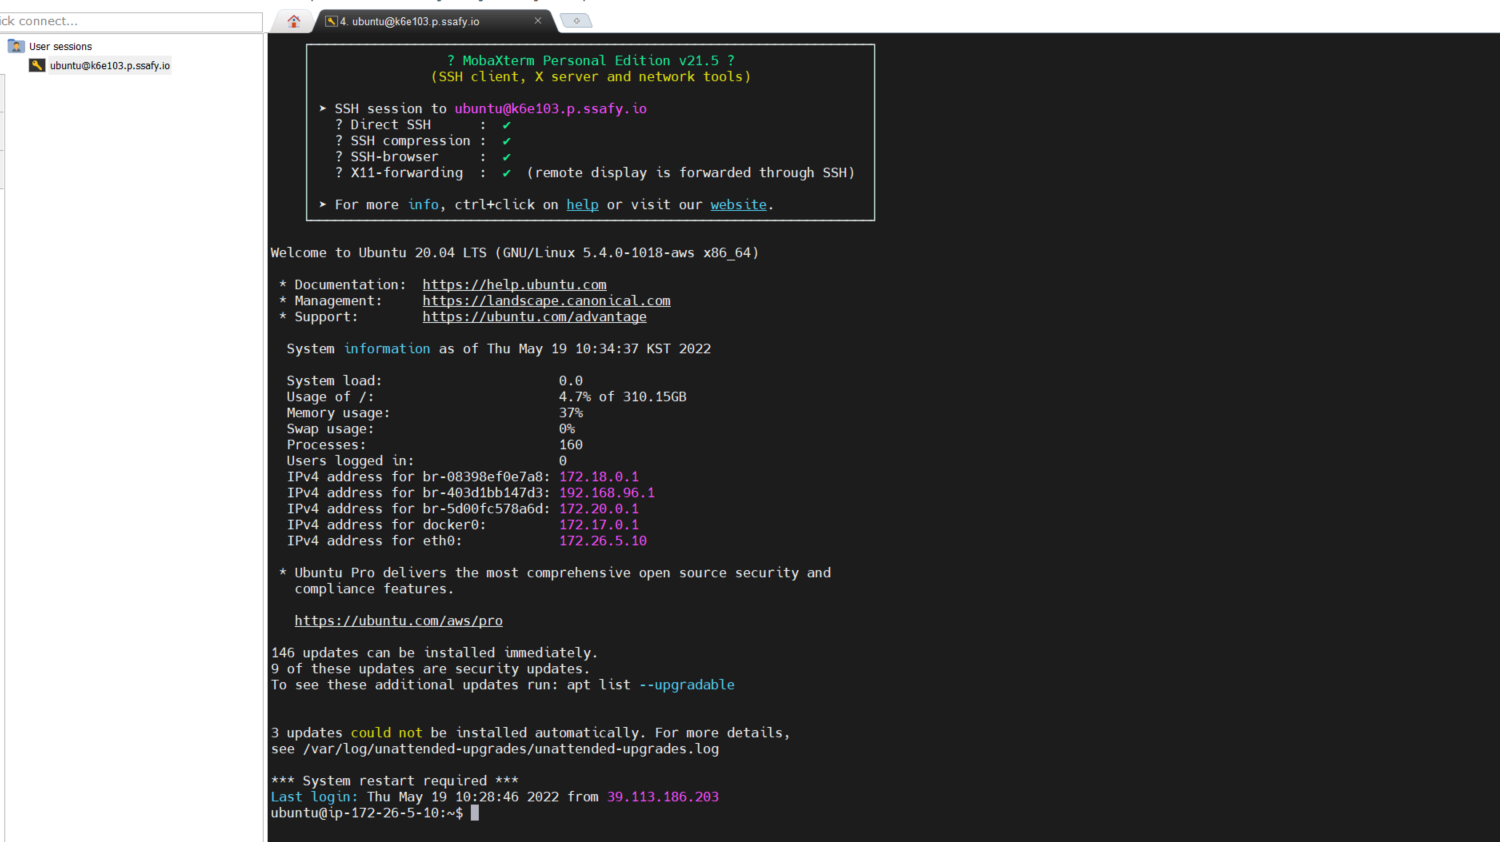 ick connect...
4. ubuntu@k6e103.p.ssafy.io
User sessions
ubuntu@k6e103.p.ssafy.io
? MobaXterm Personal Edition v21.5 ?
(SSH client, X server and network tools)
➤ SSH session to ubuntu@k6e103.p.ssafy.io
? Direct SSH      :  ✔
? SSH compression :  ✔
? SSH-browser     :  ✔
? X11-forwarding  :  ✔  (remote display is forwarded through SSH)
➤ For more info, ctrl+click on help or visit our website.
Welcome to Ubuntu 20.04 LTS (GNU/Linux 5.4.0-1018-aws x86_64)
* Documentation:  https://help.ubuntu.com
* Management:     https://landscape.canonical.com
* Support:        https://ubuntu.com/advantage
System information as of Thu May 19 10:34:37 KST 2022
System load:                      0.0
Usage of /:                       4.7% of 310.15GB
Memory usage:                     37%
Swap usage:                       0%
Processes:                        160
Users logged in:                  0
IPv4 address for br-08398ef0e7a8: 172.18.0.1
IPv4 address for br-403d1bb147d3: 192.168.96.1
IPv4 address for br-5d00fc578a6d: 172.20.0.1
IPv4 address for docker0:         172.17.0.1
IPv4 address for eth0:            172.26.5.10
* Ubuntu Pro delivers the most comprehensive open source security and
compliance features.
https://ubuntu.com/aws/pro
146 updates can be installed immediately.
9 of these updates are security updates.
To see these additional updates run: apt list --upgradable
3 updates could not be installed automatically. For more details,
see /var/log/unattended-upgrades/unattended-upgrades.log
*** System restart required ***
Last login: Thu May 19 10:28:46 2022 from 39.113.186.203
ubuntu@ip-172-26-5-10:~$